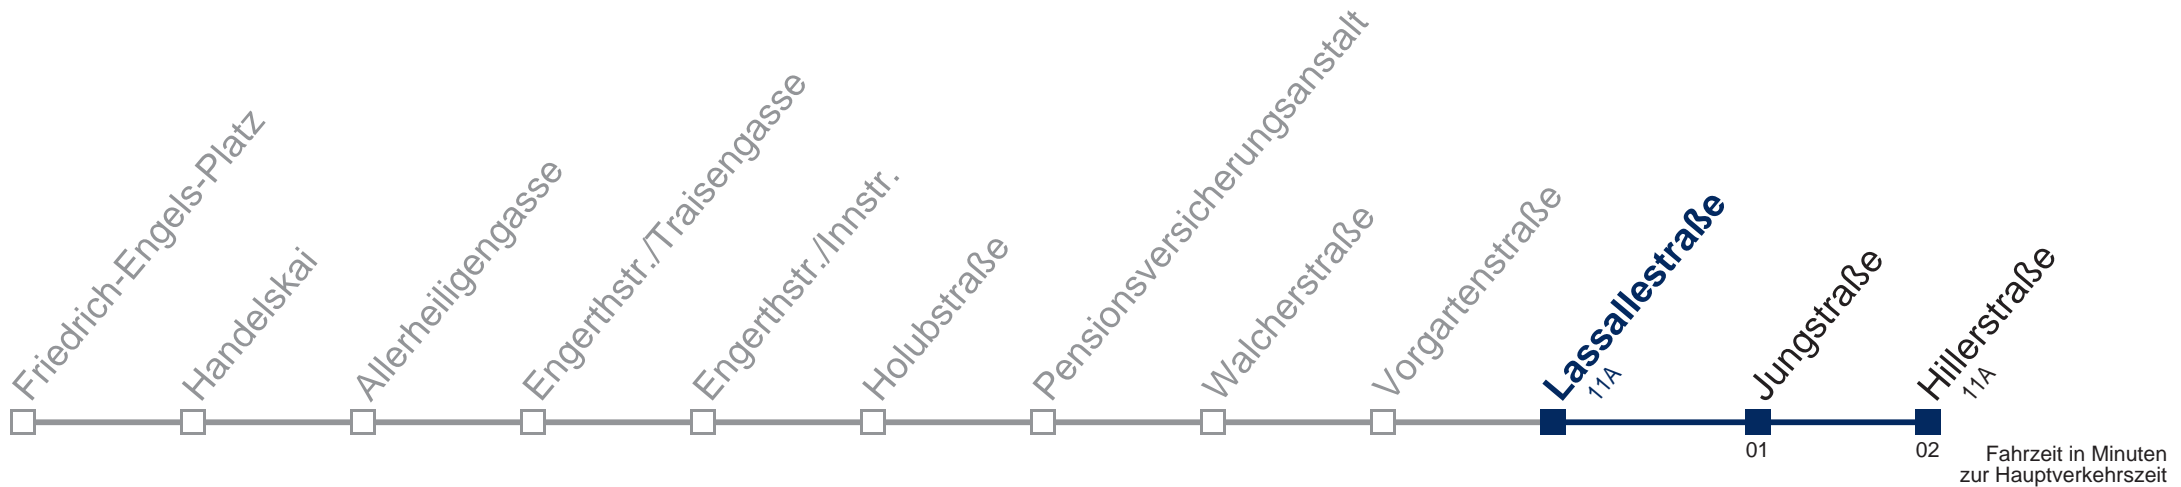 Friedrich-Engels-Platz
Handelskai
Allerheiligengasse
Engerthstr./Traisengasse
Engerthstr./Innstr.
Holubstraße
Pensionsversicherungsanstalt
Walcherstraße
Vorgartenstraße
Lassallestraße
11A
Jungstraße
Hillerstraße
11A
01
02
Fahrzeit in Minuten
zur Hauptverkehrszeit